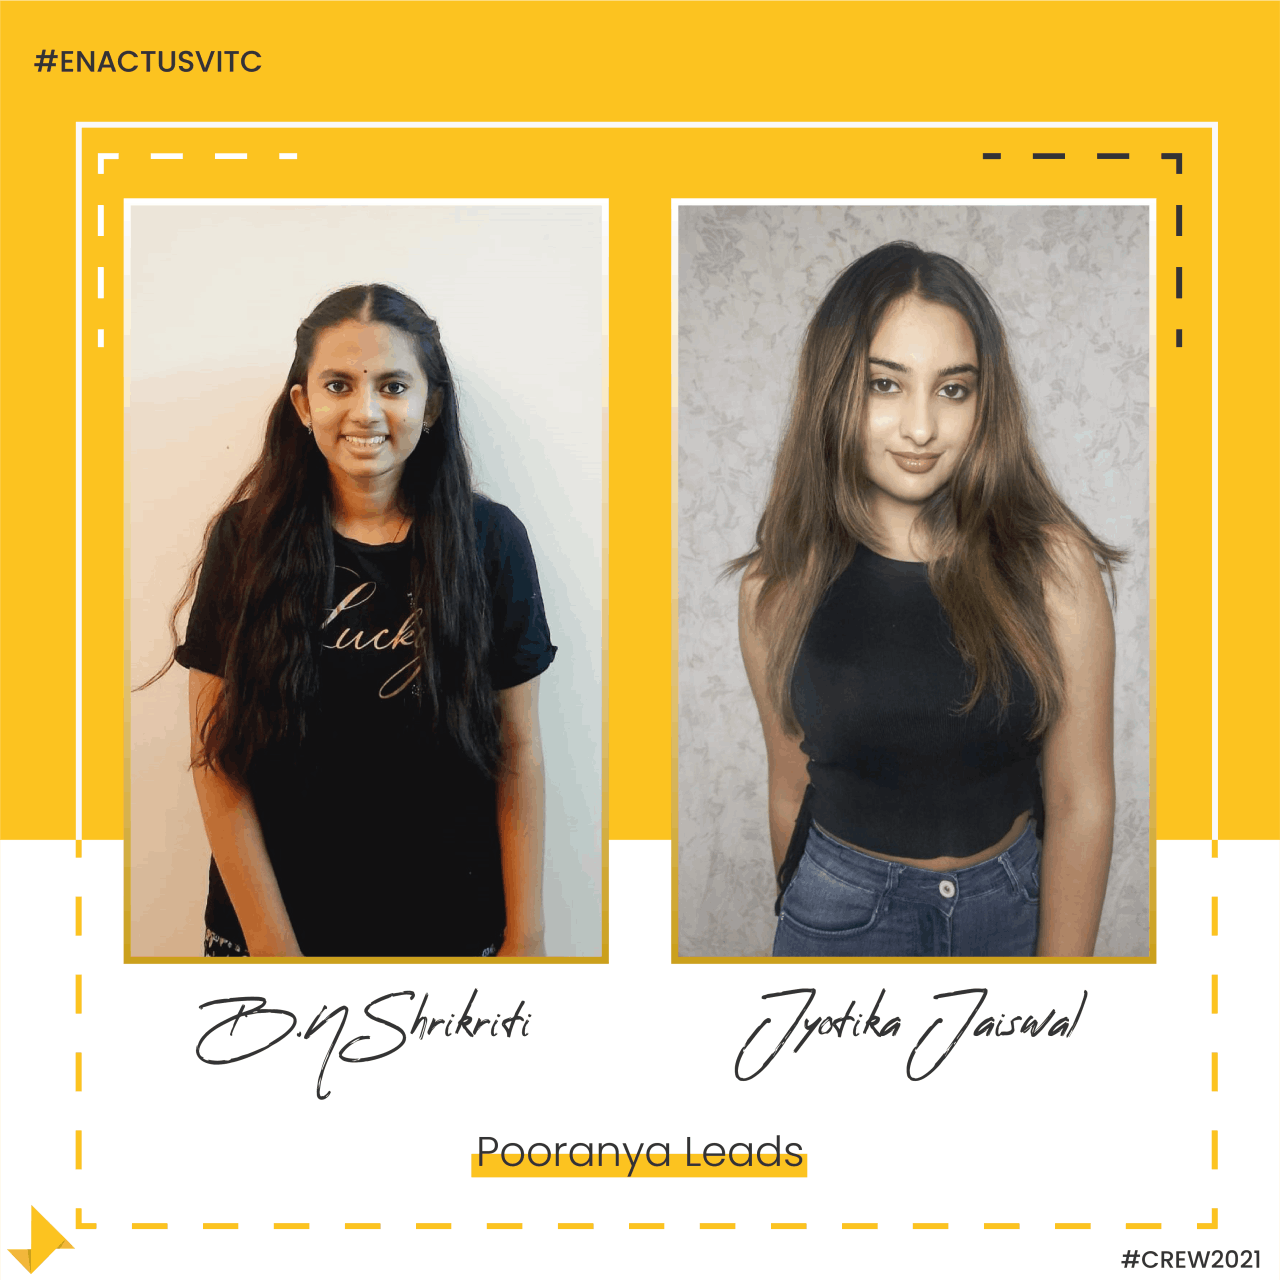 #ENACTUSVITC
Lucky
B.N Shrikriti
Jyotika Jaiswal
Pooranya Leads
#CREW2021